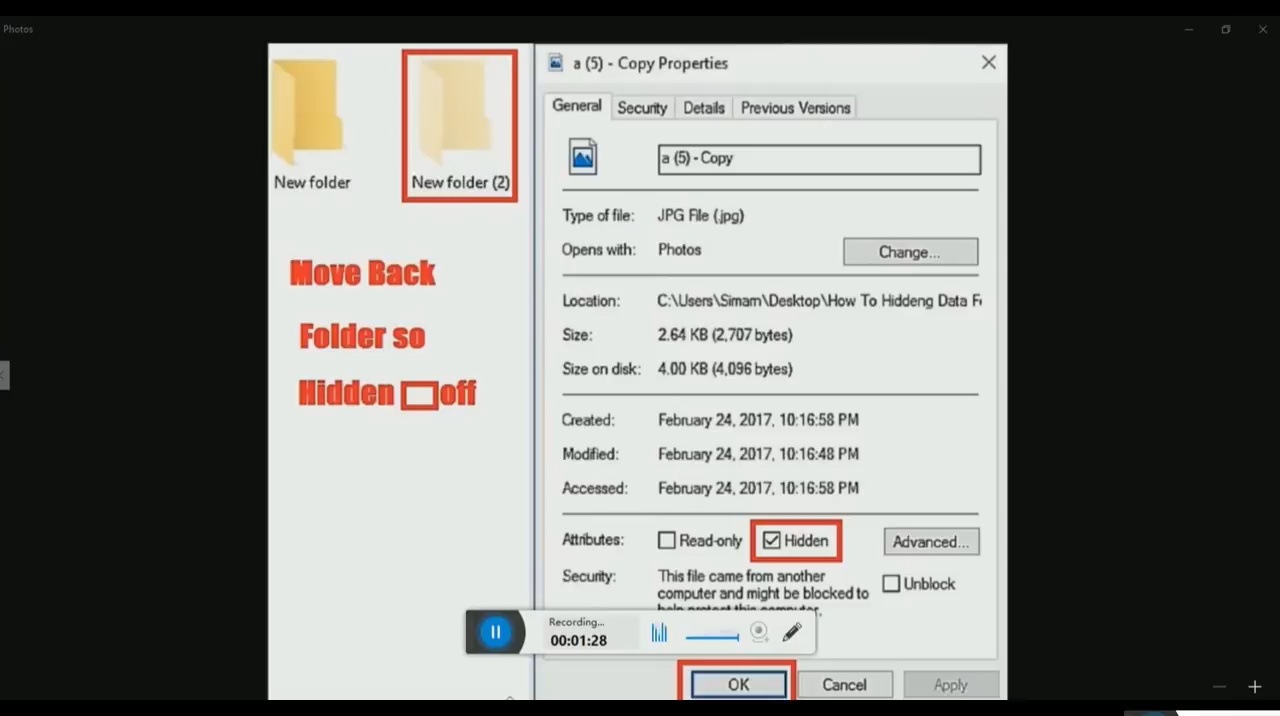 Photos
New folder
New folder (2)
Move Back
Folder so
Hidden off
a (5) - Copy Properties
General Security Details Previous Versions
a (5) - Copy
Type of file: JPG File (.jpg)
Opens with: Photos Change...
Location: C:\Users\Simam\Desktop\How To Hiddeng Data F
Size: 2.64 KB (2,707 bytes)
Size on disk: 4.00 KB (4,096 bytes)
Created: February 24, 2017, 10:16:58 PM
Modified: February 24, 2017, 10:16:48 PM
Accessed: February 24, 2017, 10:16:58 PM
Attributes: Read-only Hidden Advanced...
Security: This file came from another Unblock
computer and might be blocked to
help protect this computer.
Recording...
00:01:28
OK Cancel Apply